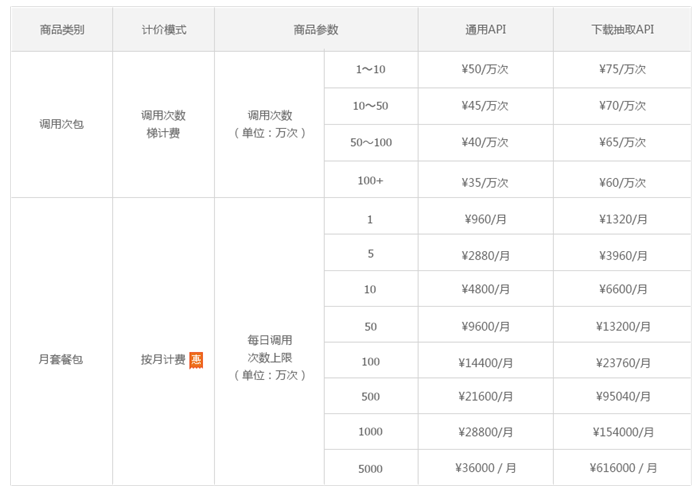 商品类别 计价模式 商品参数 通用API 下载抽取API
调用次包 调用次数
梯计费 调用次数
（单位：万次） 1～10 ¥50/万次 ¥75/万次
10～50 ¥45/万次 ¥70/万次
50～100 ¥40/万次 ¥65/万次
100+ ¥35/万次 ¥60/万次
月套餐包 按月计费 惠 每日调用
次数上限
（单位：万次） 1 ¥960/月 ¥1320/月
5 ¥2880/月 ¥3960/月
10 ¥4800/月 ¥6600/月
50 ¥9600/月 ¥13200/月
100 ¥14400/月 ¥23760/月
500 ¥21600/月 ¥95040/月
1000 ¥28800/月 ¥154000/月
5000 ¥36000 / 月 ¥616000 / 月